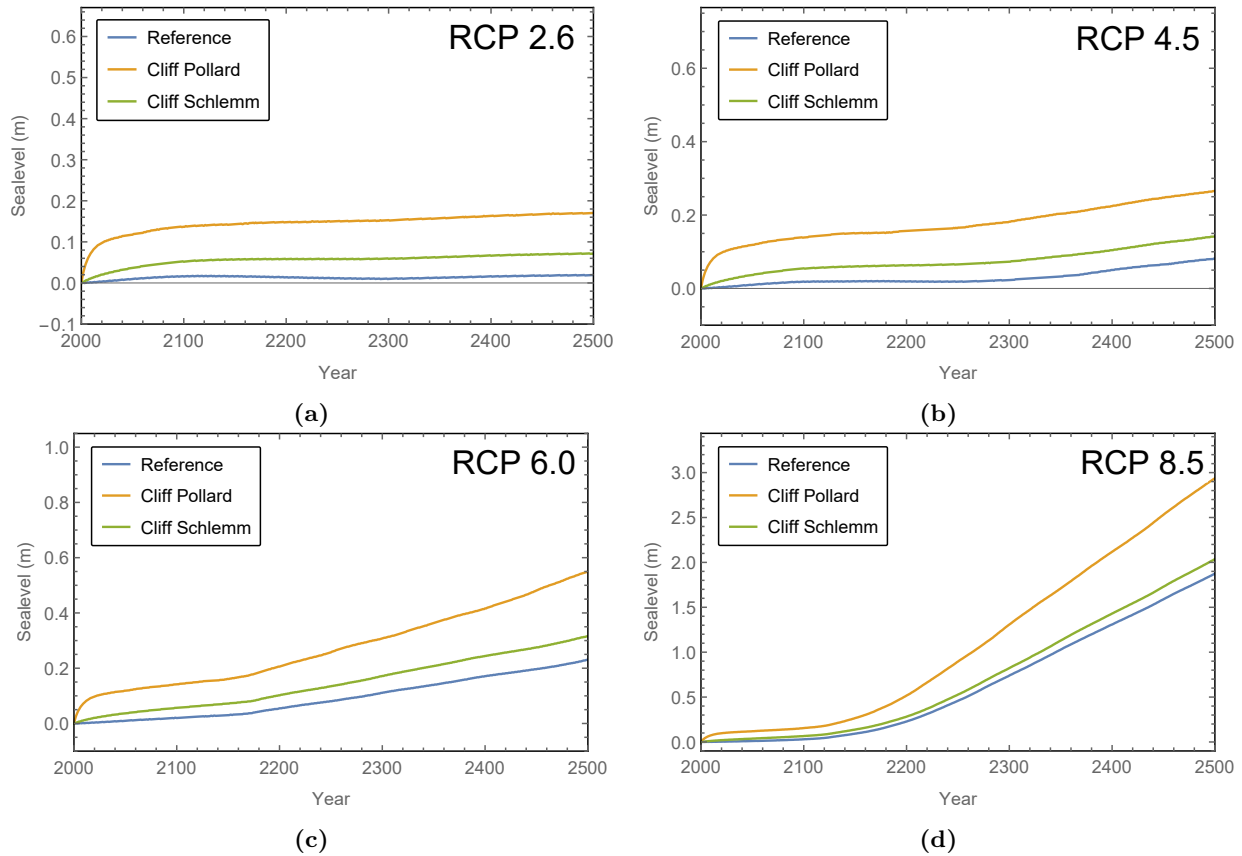 RCP 2.6
Reference
Cliff Pollard
Cliff Schlemm
Sealevel (m)
0.6
0.5
0.4
0.3
0.2
0.1
0.0
−0.1
2000 2100 2200 2300 2400 2500
Year
(a)
RCP 4.5
Reference
Cliff Pollard
Cliff Schlemm
Sealevel (m)
0.6
0.4
0.2
0.0
2000 2100 2200 2300 2400 2500
Year
(b)
RCP 6.0
Reference
Cliff Pollard
Cliff Schlemm
Sealevel (m)
1.0
0.8
0.6
0.4
0.2
0.0
2000 2100 2200 2300 2400 2500
Year
(c)
RCP 8.5
Reference
Cliff Pollard
Cliff Schlemm
Sealevel (m)
3.0
2.5
2.0
1.5
1.0
0.5
0.0
2000 2100 2200 2300 2400 2500
Year
(d)